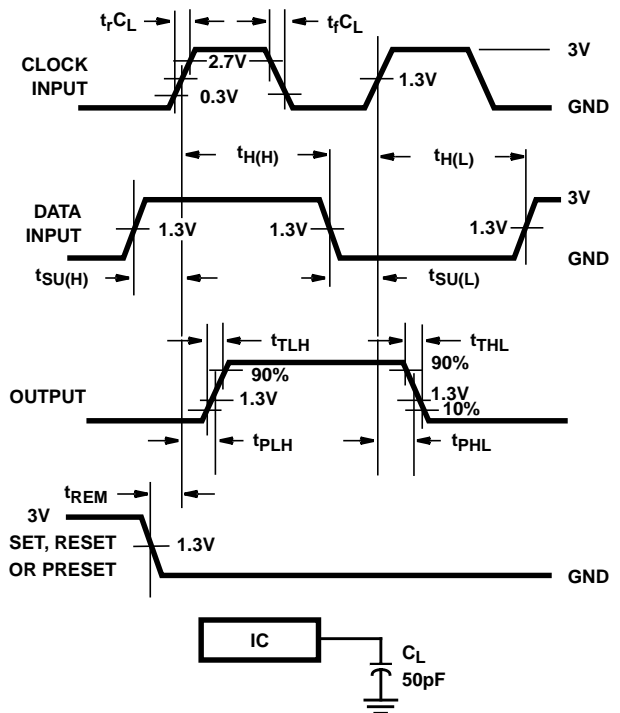 t_rC_L t_fC_L
CLOCK INPUT
2.7V
0.3V
1.3V
3V
GND
t_H(H) t_H(L)
DATA INPUT
1.3V 1.3V 1.3V
3V
GND
t_SU(H) t_SU(L)
t_TLH t_THL
OUTPUT
90% 90%
1.3V 1.3V
10%
t_PLH t_PHL
t_REM
3V
SET, RESET
OR PRESET
1.3V
GND
IC
C_L
50pF